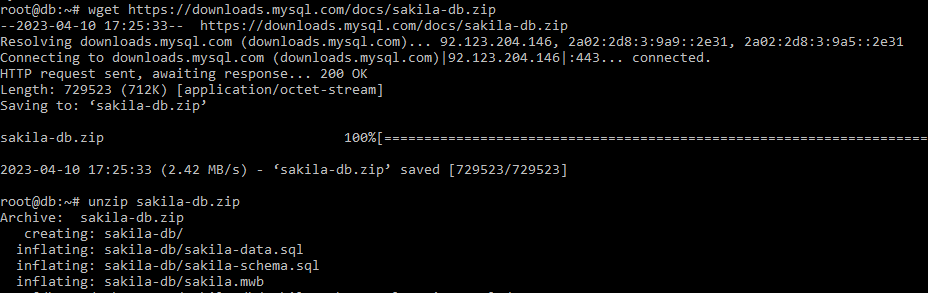 root@db:~# wget https://downloads.mysql.com/docs/sakila-db.zip
--2023-04-10 17:25:33--  https://downloads.mysql.com/docs/sakila-db.zip
Resolving downloads.mysql.com (downloads.mysql.com)... 92.123.204.146, 2a02:2d8:3:9a9::2e31, 2a02:2d8:3:9a5::2e31
Connecting to downloads.mysql.com (downloads.mysql.com)|92.123.204.146|:443... connected.
HTTP request sent, awaiting response... 200 OK
Length: 729523 (712K) [application/octet-stream]
Saving to: ‘sakila-db.zip’
sakila-db.zip                              100%[====================================================================
2023-04-10 17:25:33 (2.42 MB/s) - ‘sakila-db.zip’ saved [729523/729523]
root@db:~# unzip sakila-db.zip
Archive:  sakila-db.zip
   creating: sakila-db/
  inflating: sakila-db/sakila-data.sql
  inflating: sakila-db/sakila-schema.sql
  inflating: sakila-db/sakila.mwb